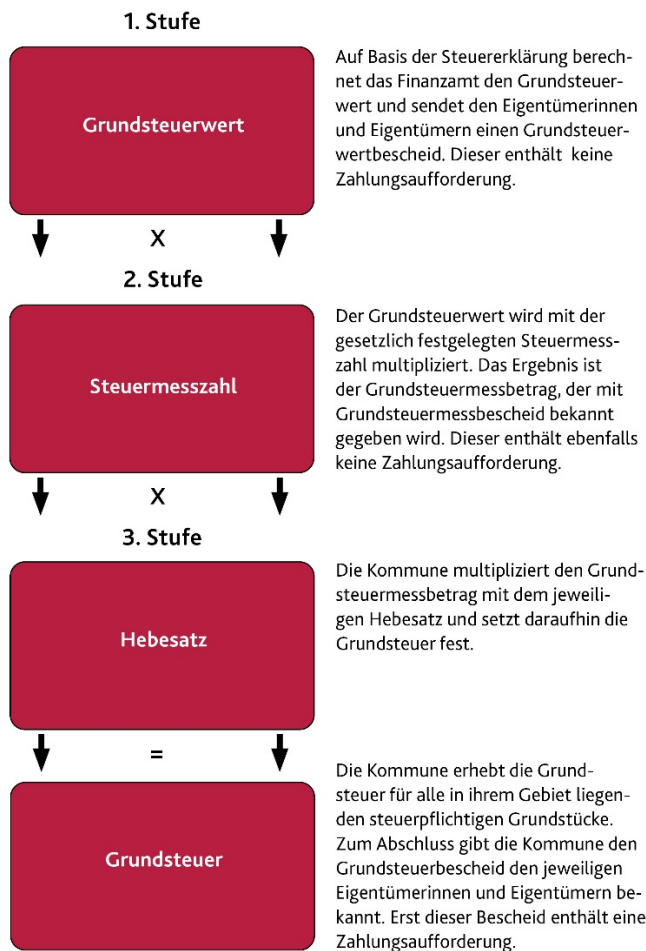 1. Stufe
Grundsteuerwert
Auf Basis der Steuererklärung berech-
net das Finanzamt den Grundsteuer-
wert und sendet den Eigentümerinnen
und Eigentümern einen Grundsteuer-
wertbescheid. Dieser enthält keine
Zahlungsaufforderung.
X
2. Stufe
Steuermesszahl
Der Grundsteuerwert wird mit der
gesetzlich festgelegten Steuermess-
zahl multipliziert. Das Ergebnis ist
der Grundsteuermessbetrag, der mit
Grundsteuermessbescheid bekannt
gegeben wird. Dieser enthält ebenfalls
keine Zahlungsaufforderung.
X
3. Stufe
Hebesatz
Die Kommune multipliziert den Grund-
steuermessbetrag mit dem jeweili-
gen Hebesatz und setzt daraufhin die
Grundsteuer fest.
=
Grundsteuer
Die Kommune erhebt die Grund-
steuer für alle in ihrem Gebiet liegen-
den steuerpflichtigen Grundstücke.
Zum Abschluss gibt die Kommune den
Grundsteuerbescheid den jeweiligen
Eigentümerinnen und Eigentümern be-
kannt. Erst dieser Bescheid enthält eine
Zahlungsaufforderung.